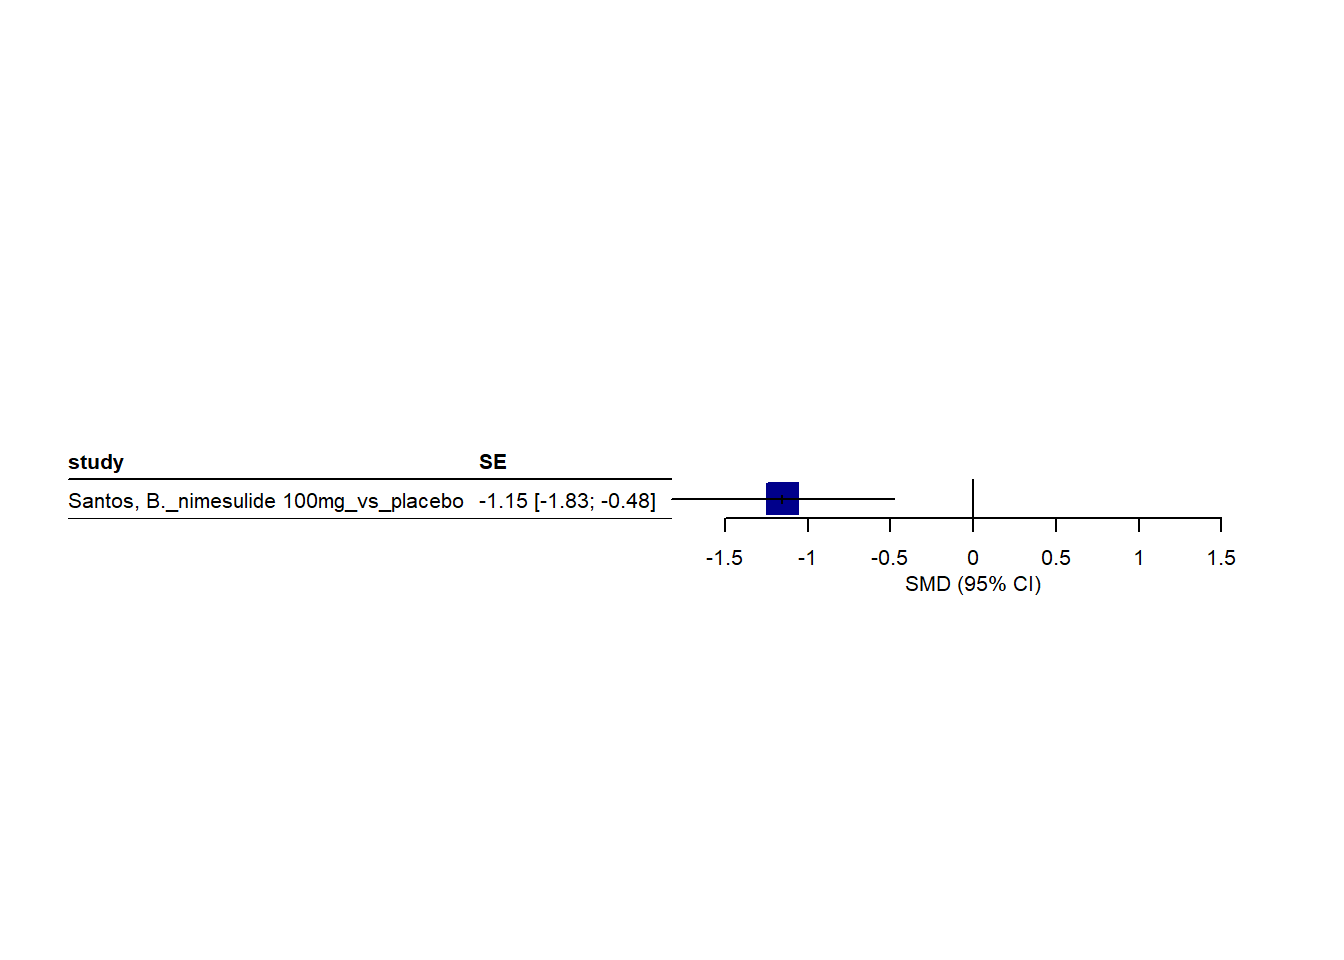 study SE
Santos, B._nimesulide 100mg_vs_placebo -1.15 [-1.83; -0.48]
-1.5 -1 -0.5 0 0.5 1 1.5
SMD (95% CI)